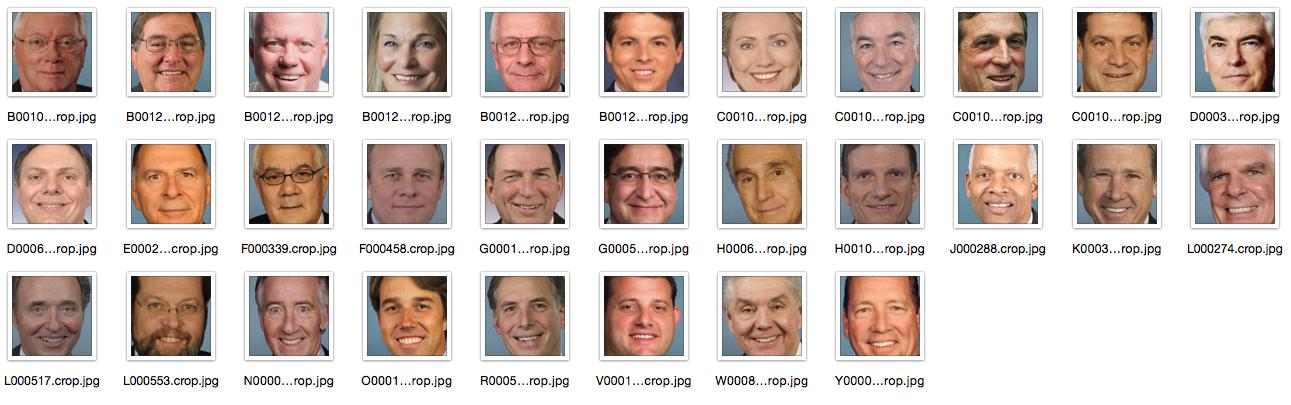 B0010...rop.jpg B0012...rop.jpg B0012...rop.jpg B0012...rop.jpg B0012...rop.jpg B0012...rop.jpg C0010...rop.jpg C0010...rop.jpg C0010...rop.jpg C0010...rop.jpg D0003...rop.jpg
D0006...rop.jpg E0002...crop.jpg F000339.crop.jpg F000458.crop.jpg G0001...rop.jpg G0005...rop.jpg H0006...rop.jpg H0010...rop.jpg J000288.crop.jpg K0003...rop.jpg L000274.crop.jpg
L000517.crop.jpg L000553.crop.jpg N0000...rop.jpg O0001...rop.jpg R0005...rop.jpg V0001...crop.jpg W0008...rop.jpg Y0000...rop.jpg